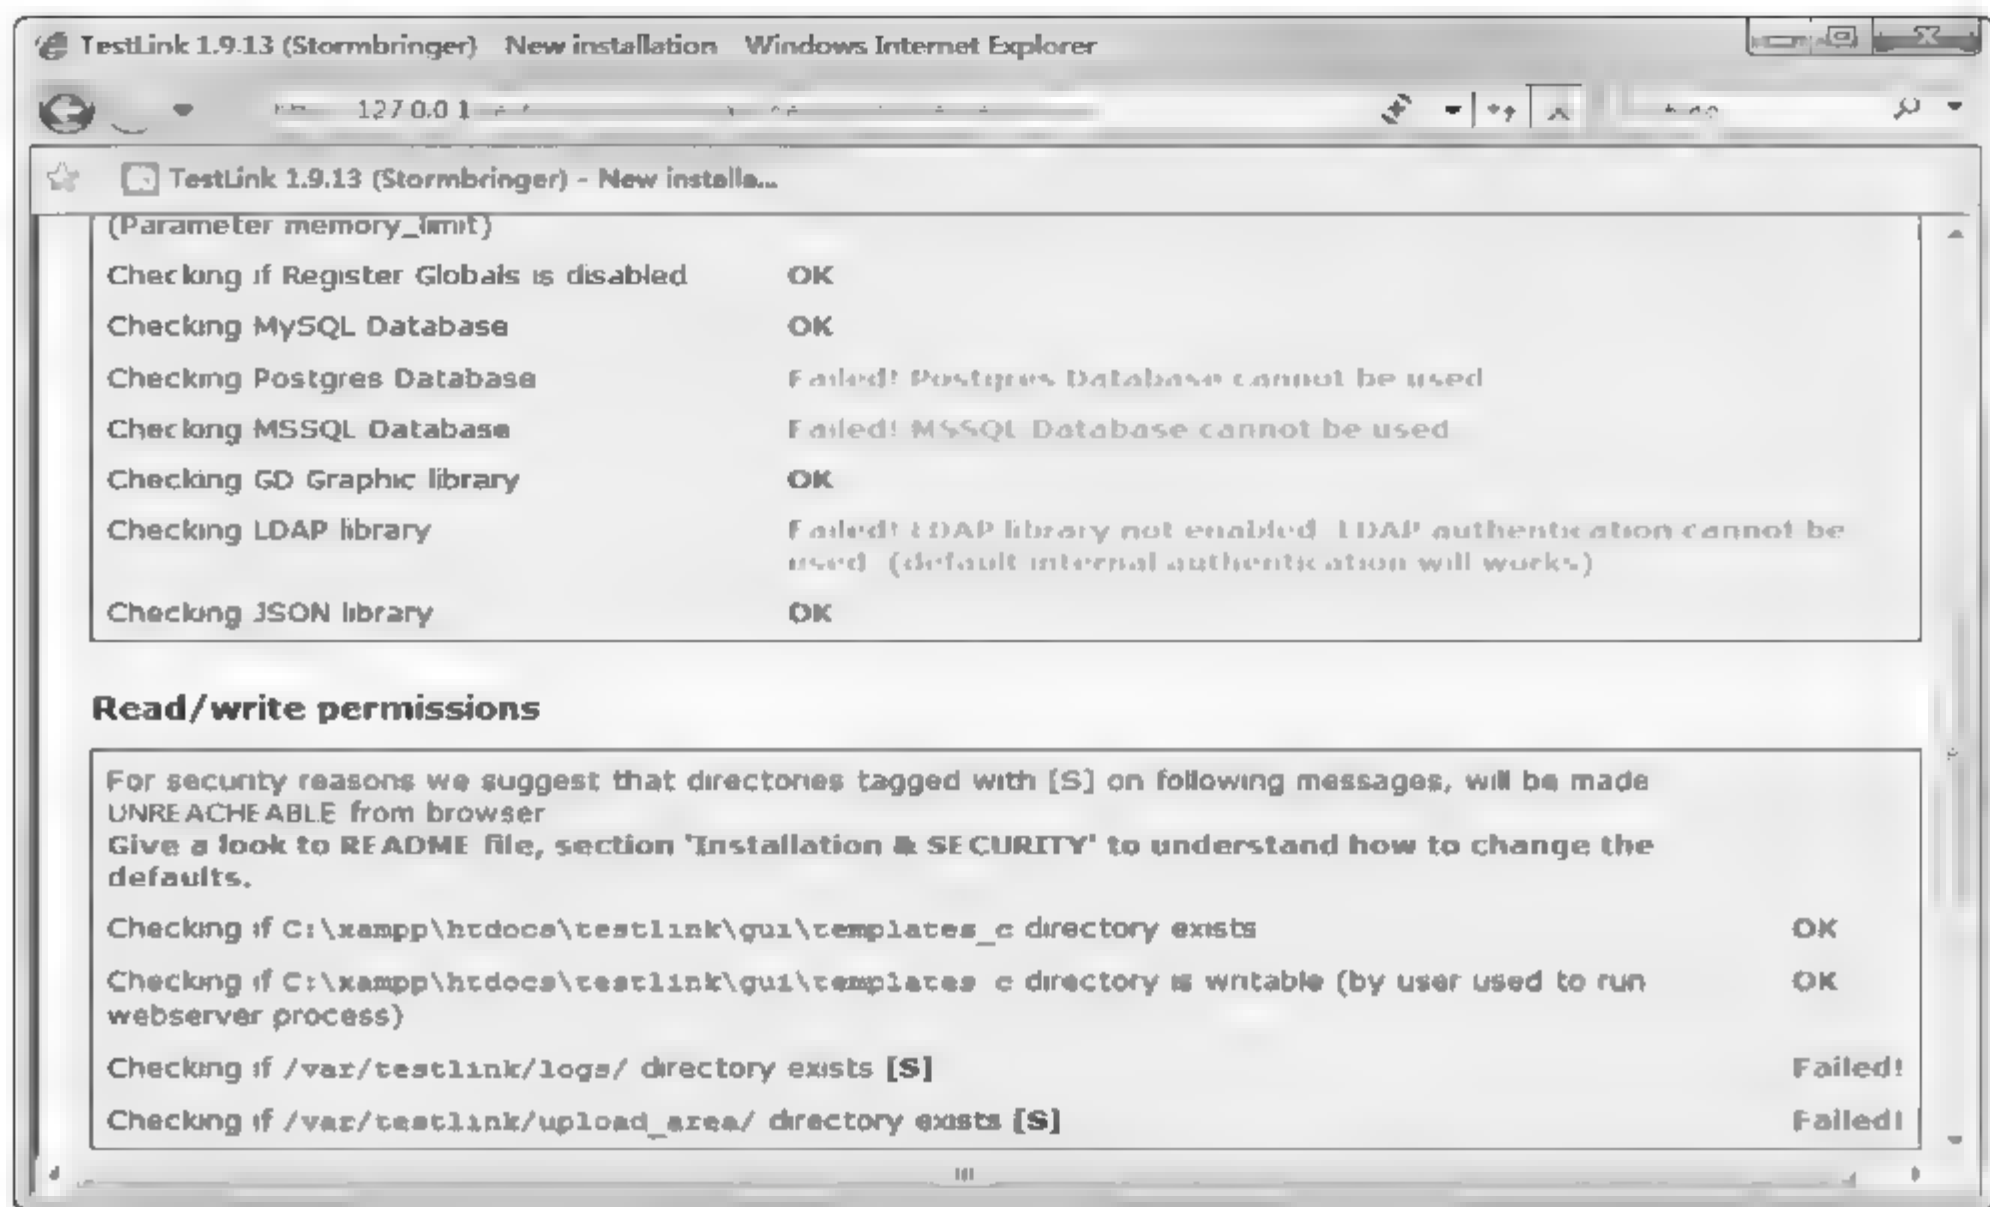 TestLink 1.9.13 (Stormbringer) New installation Windows Internet Explorer
127.0.0.1
TestLink 1.9.13 (Stormbringer) - New installa...
(Parameter memory_limit)
Checking if Register Globals is disabled OK
Checking MySQL Database OK
Checking Postgres Database Failed! Postgres Database cannot be used
Checking MSSQL Database Failed! MSSQL Database cannot be used
Checking GD Graphic library OK
Checking LDAP library Failed! LDAP library not enabled LDAP authentication cannot be
used (default internal authentication will works)
Checking JSON library OK
Read/write permissions
For security reasons we suggest that directories tagged with [S] on following messages, will be made
UNREACHEABLE from browser
Give a look to README file, section 'Installation & SECURITY' to understand how to change the
defaults.
Checking if C:\xampp\htdocs\testlink\gui\templates_c directory exists OK
Checking if C:\xampp\htdocs\testlink\gui\templates c directory is writable (by user used to run OK
webserver process)
Checking if /var/testlink/logs/ directory exists [S] Failed!
Checking if /var/testlink/upload_area/ directory exists [S] Failed!